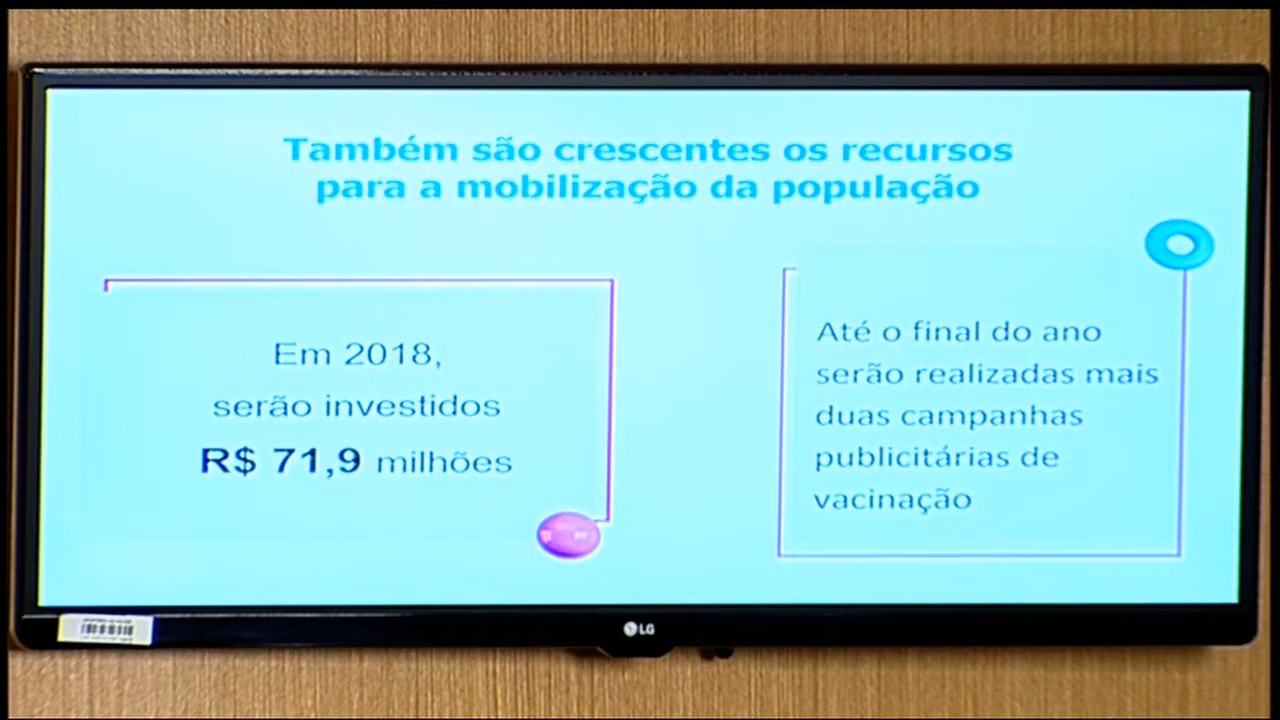 Também são crescentes os recursos
para a mobilização da população
Em 2018,
serão investidos
R$ 71,9 milhões
Até o final do ano
serão realizadas mais
duas campanhas
publicitárias de
vacinação
LG